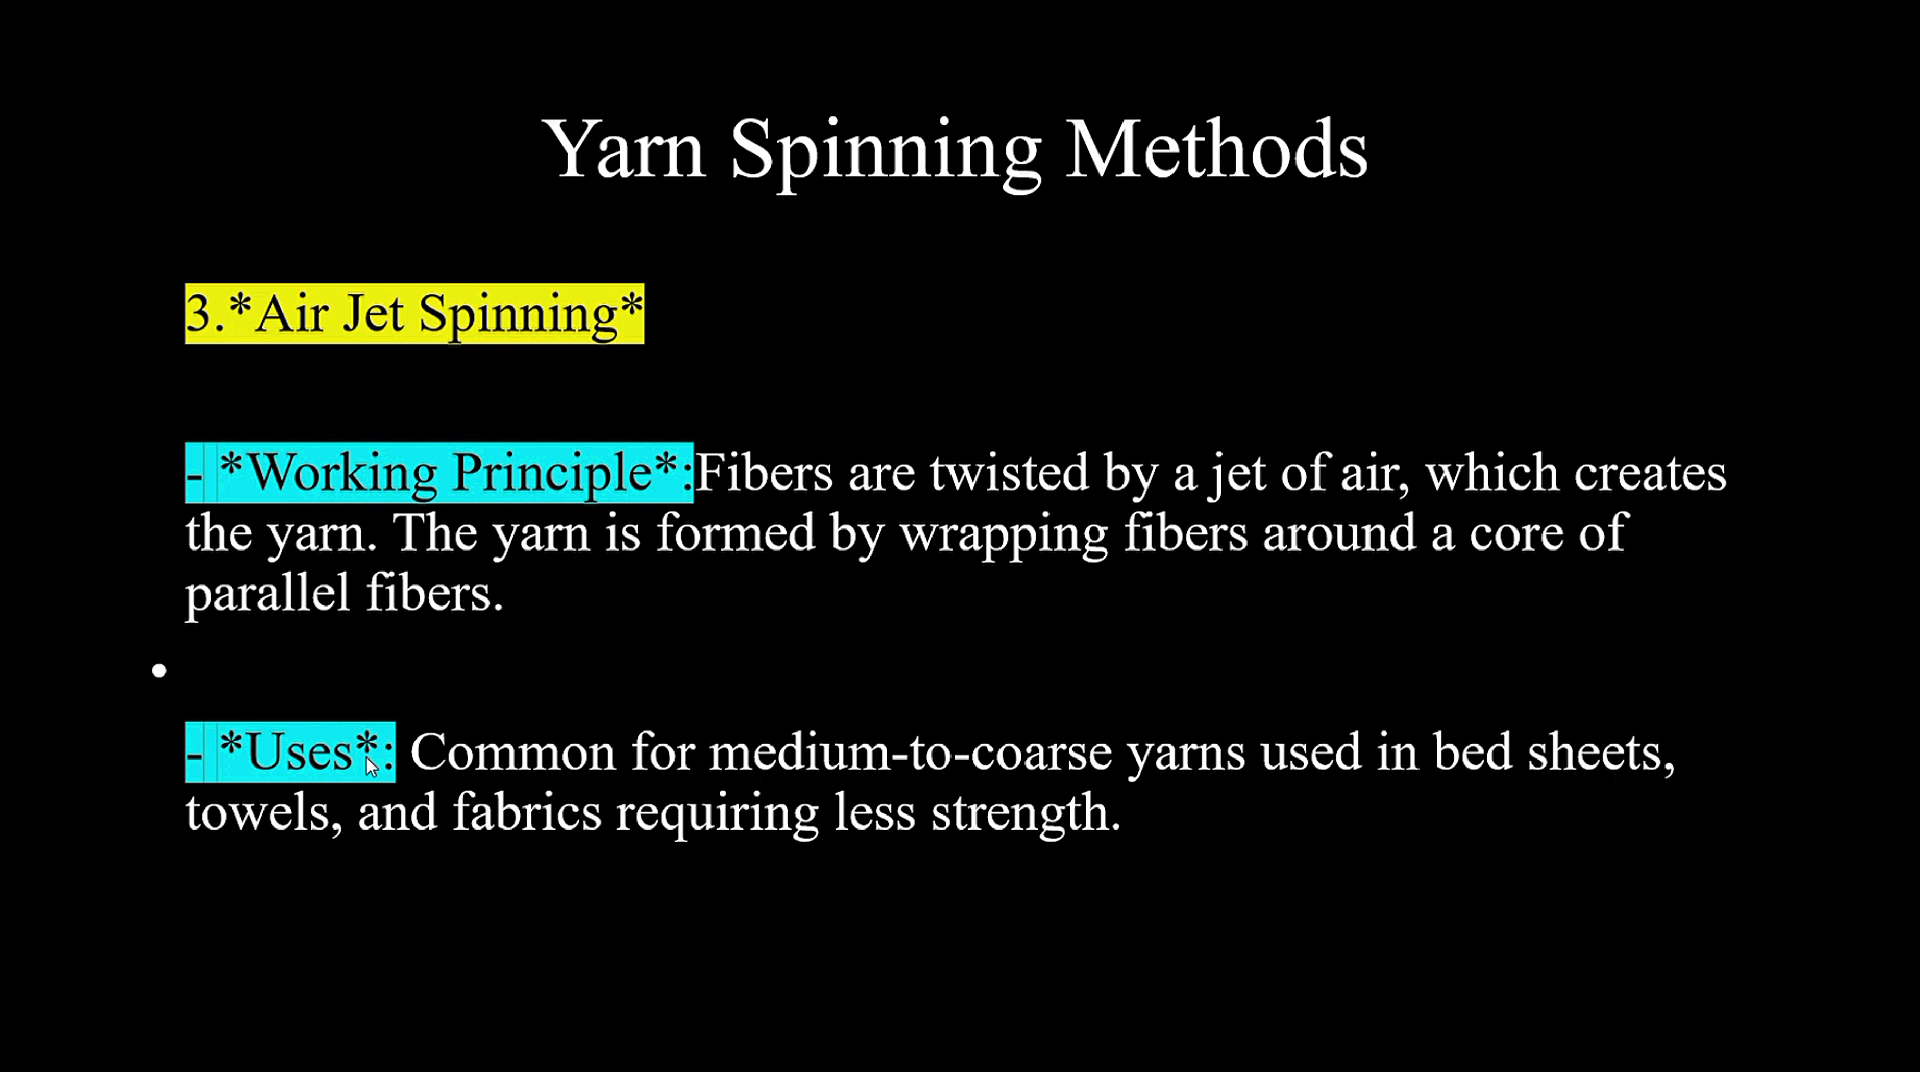 Yarn Spinning Methods
3.*Air Jet Spinning*
- *Working Principle*:Fibers are twisted by a jet of air, which creates
the yarn. The yarn is formed by wrapping fibers around a core of
parallel fibers.
•
- *Uses*: Common for medium-to-coarse yarns used in bed sheets,
towels, and fabrics requiring less strength.